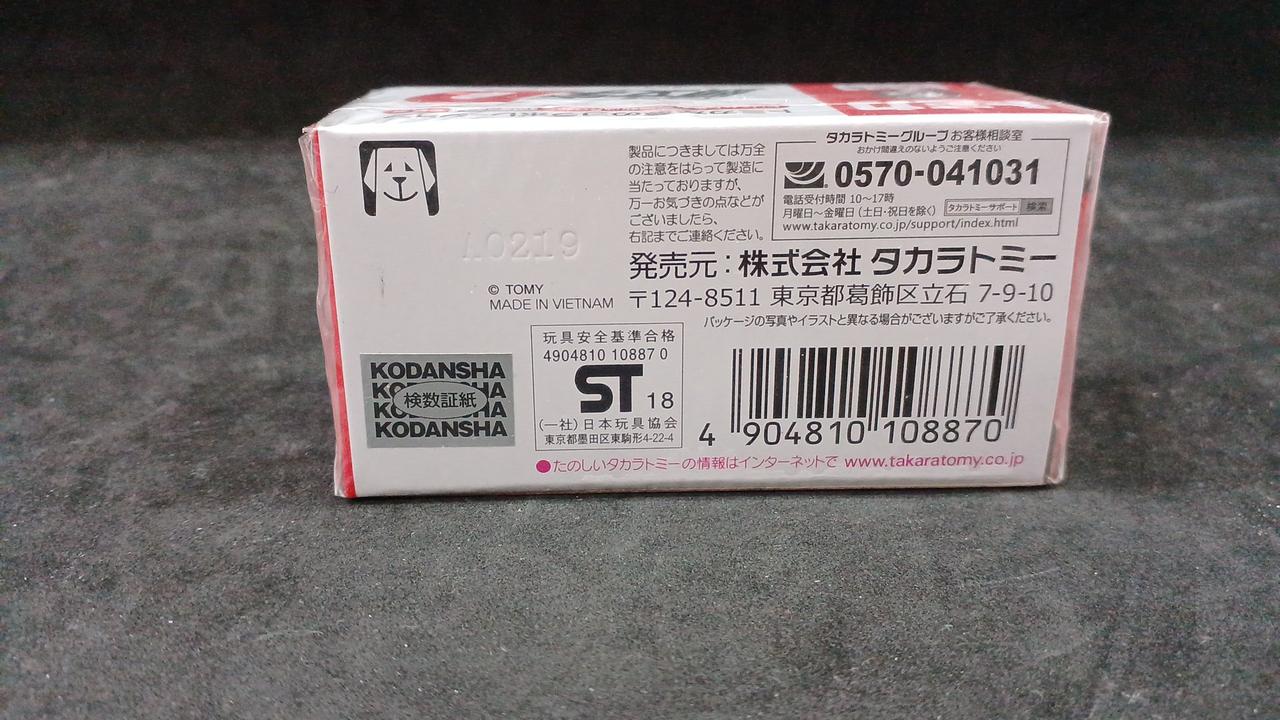 A0219
© TOMY
MADE IN VIETNAM
製品につきましては万全
の注意をはらって製造に
当たっておりますが、
万一お気づきの点などが
ございましたら、
右記までご連絡ください。
タカラトミーグループ お客様相談室
おかけ間違えのないようご注意ください
0570-041031
電話受付時間 10〜17時
月曜日〜金曜日 (土日・祝日を除く) タカラトミーサポート 検索
www.takaratomy.co.jp/support/index.html
発売元 : 株式会社 タカラトミー
〒124-8511 東京都葛飾区立石 7-9-10
パッケージの写真やイラストと異なる場合がございますがご了承ください。
KODANSHA
KODANSHA
検数証紙
KODANSHA
KODANSHA
玩具安全基準合格
4904810 10887 0
ST 18
(一社) 日本玩具協会
東京都墨田区東駒形4-22-4
4 904810 108870
●たのしいタカラトミーの情報はインターネットで www.takaratomy.co.jp